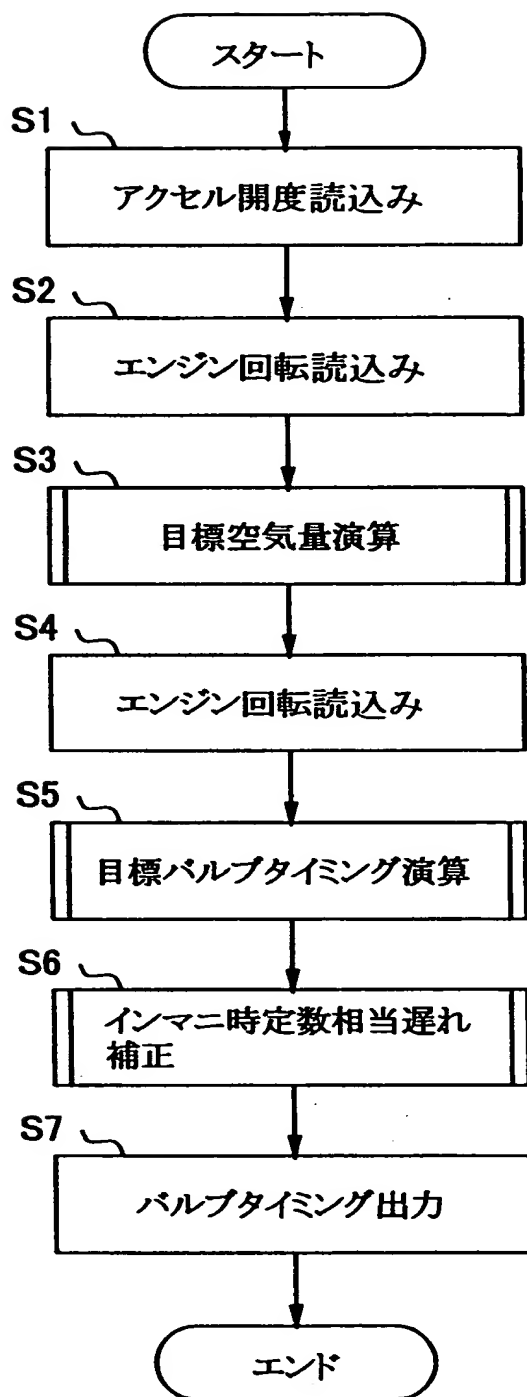 スタート
S1
アクセル開度読込み
S2
エンジン回転読込み
S3
目標空気量演算
S4
エンジン回転読込み
S5
目標バルブタイミング演算
S6
インマニ時定数相当遅れ
補正
S7
バルブタイミング出力
エンド